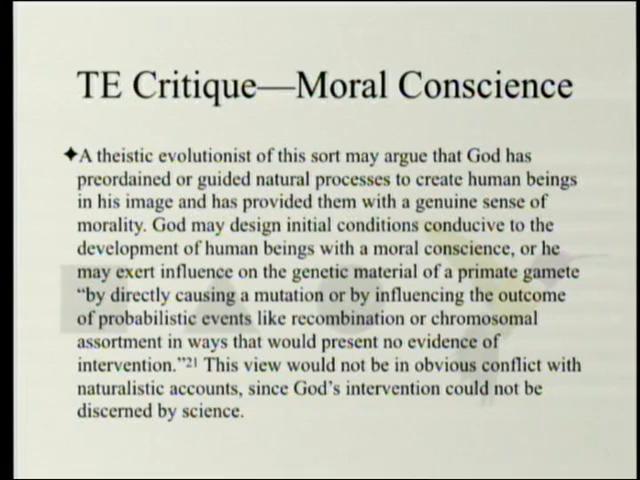 TE Critique—Moral Conscience
✦A theistic evolutionist of this sort may argue that God has
preordained or guided natural processes to create human beings
in his image and has provided them with a genuine sense of
morality. God may design initial conditions conducive to the
development of human beings with a moral conscience, or he
may exert influence on the genetic material of a primate gamete
“by directly causing a mutation or by influencing the outcome
of probabilistic events like recombination or chromosomal
assortment in ways that would present no evidence of
intervention.”²¹ This view would not be in obvious conflict with
naturalistic accounts, since God’s intervention could not be
discerned by science.